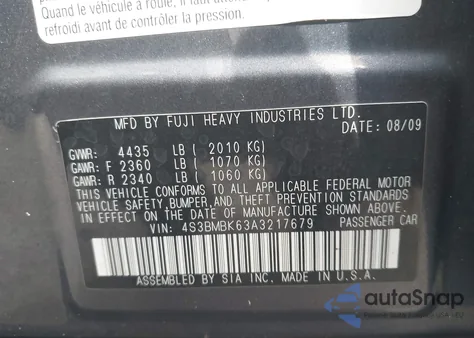 Quand le véhicule a roulé, il faut
refroidi avant de contrôler la pression.
MFD BY FUJI HEAVY INDUSTRIES LTD.
DATE: 08/09
GVWR: 4435 LB ( 2010 KG)
GAWR: F 2360 LB ( 1070 KG)
GAWR: R 2340 LB ( 1060 KG)
THIS VEHICLE CONFORMS TO ALL APPLICABLE FEDERAL MOTOR
VEHICLE SAFETY, BUMPER, AND THEFT PREVENTION STANDARDS
IN EFFECT ON THE DATE OF MANUFACTURE SHOWN ABOVE.
VIN: 4S3BMBK63A3217679 PASSENGER CAR
ASSEMBLED BY SIA INC. MADE IN U.S.A.
autoSnap